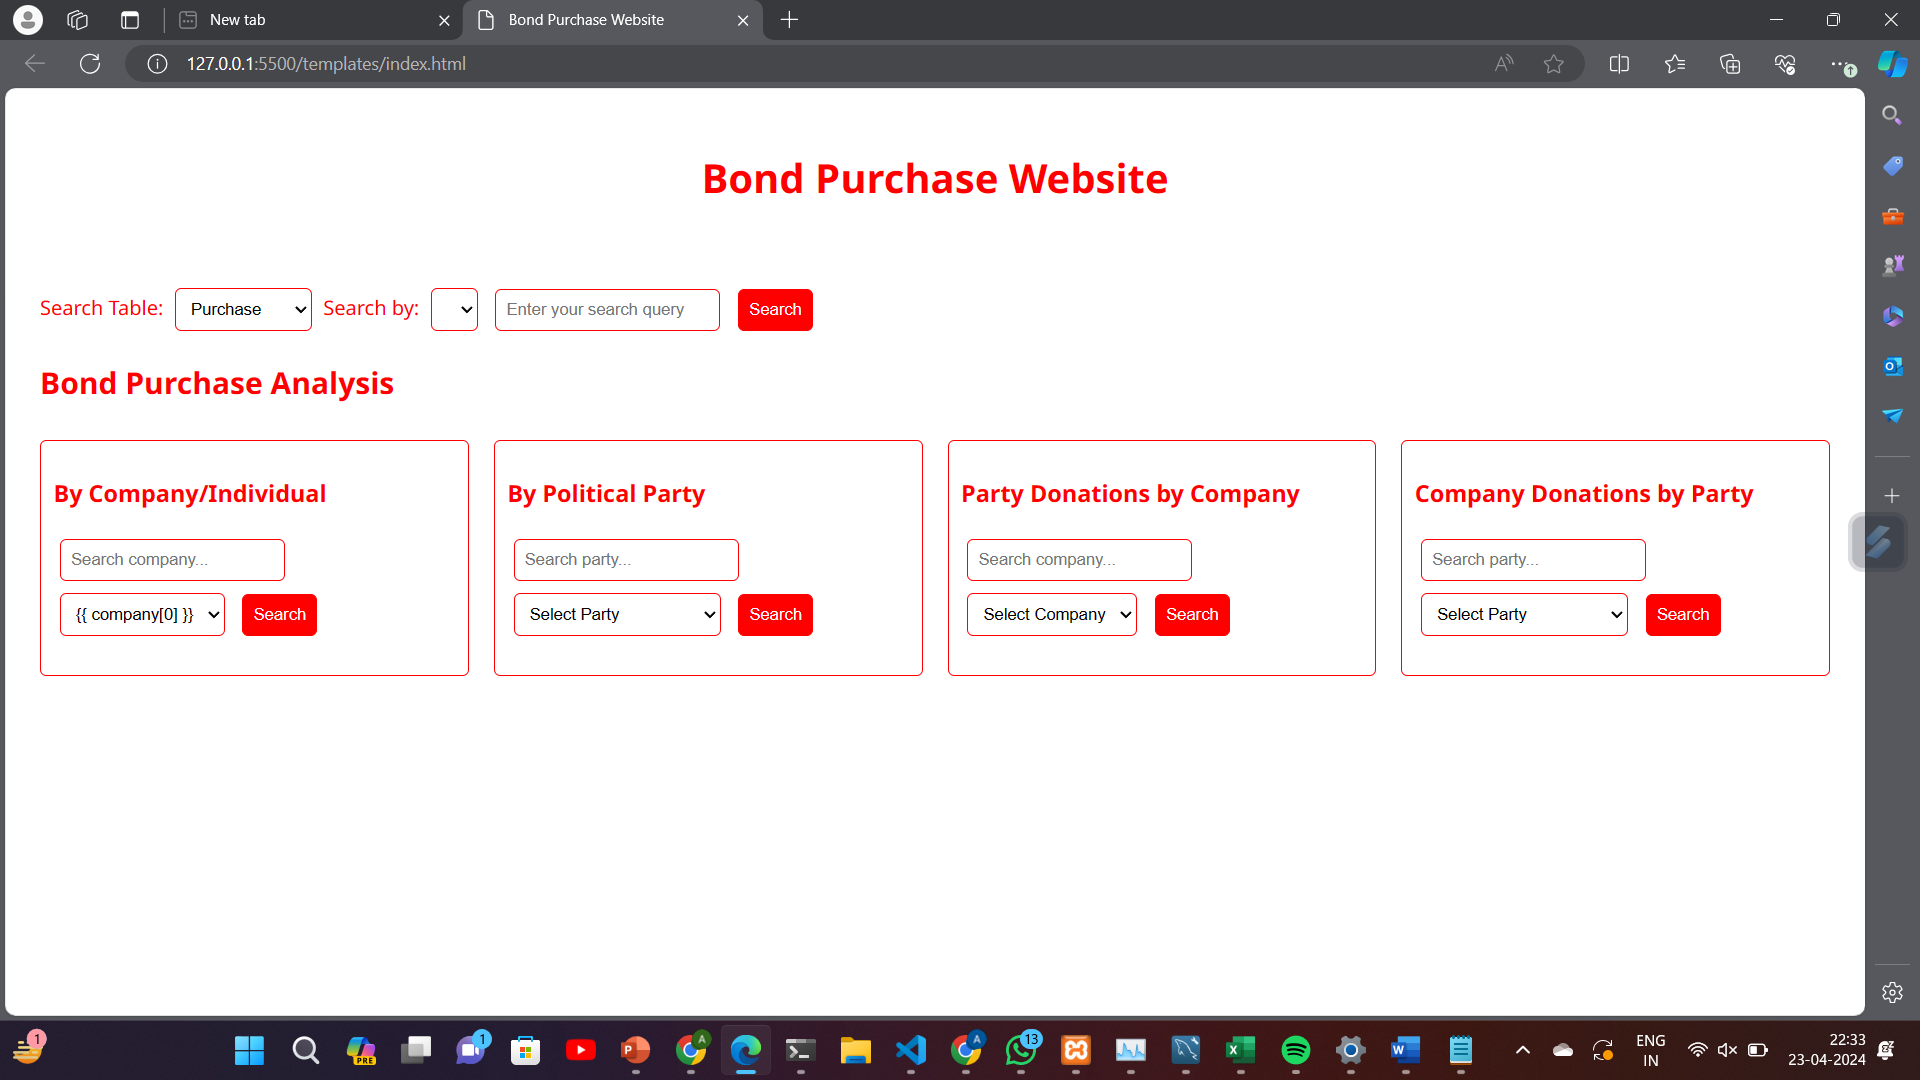 New tab
Bond Purchase Website
127.0.0.1:5500/templates/index.html
Bond Purchase Website
Search Table: Purchase Search by: Enter your search query Search
Bond Purchase Analysis
By Company/Individual
Search company...
{{ company[0] }} Search
By Political Party
Search party...
Select Party Search
Party Donations by Company
Search company...
Select Company Search
Company Donations by Party
Search party...
Select Party Search
1
PRE
1
P
A
A
13
X
W
ENG
IN
22:33
23-04-2024